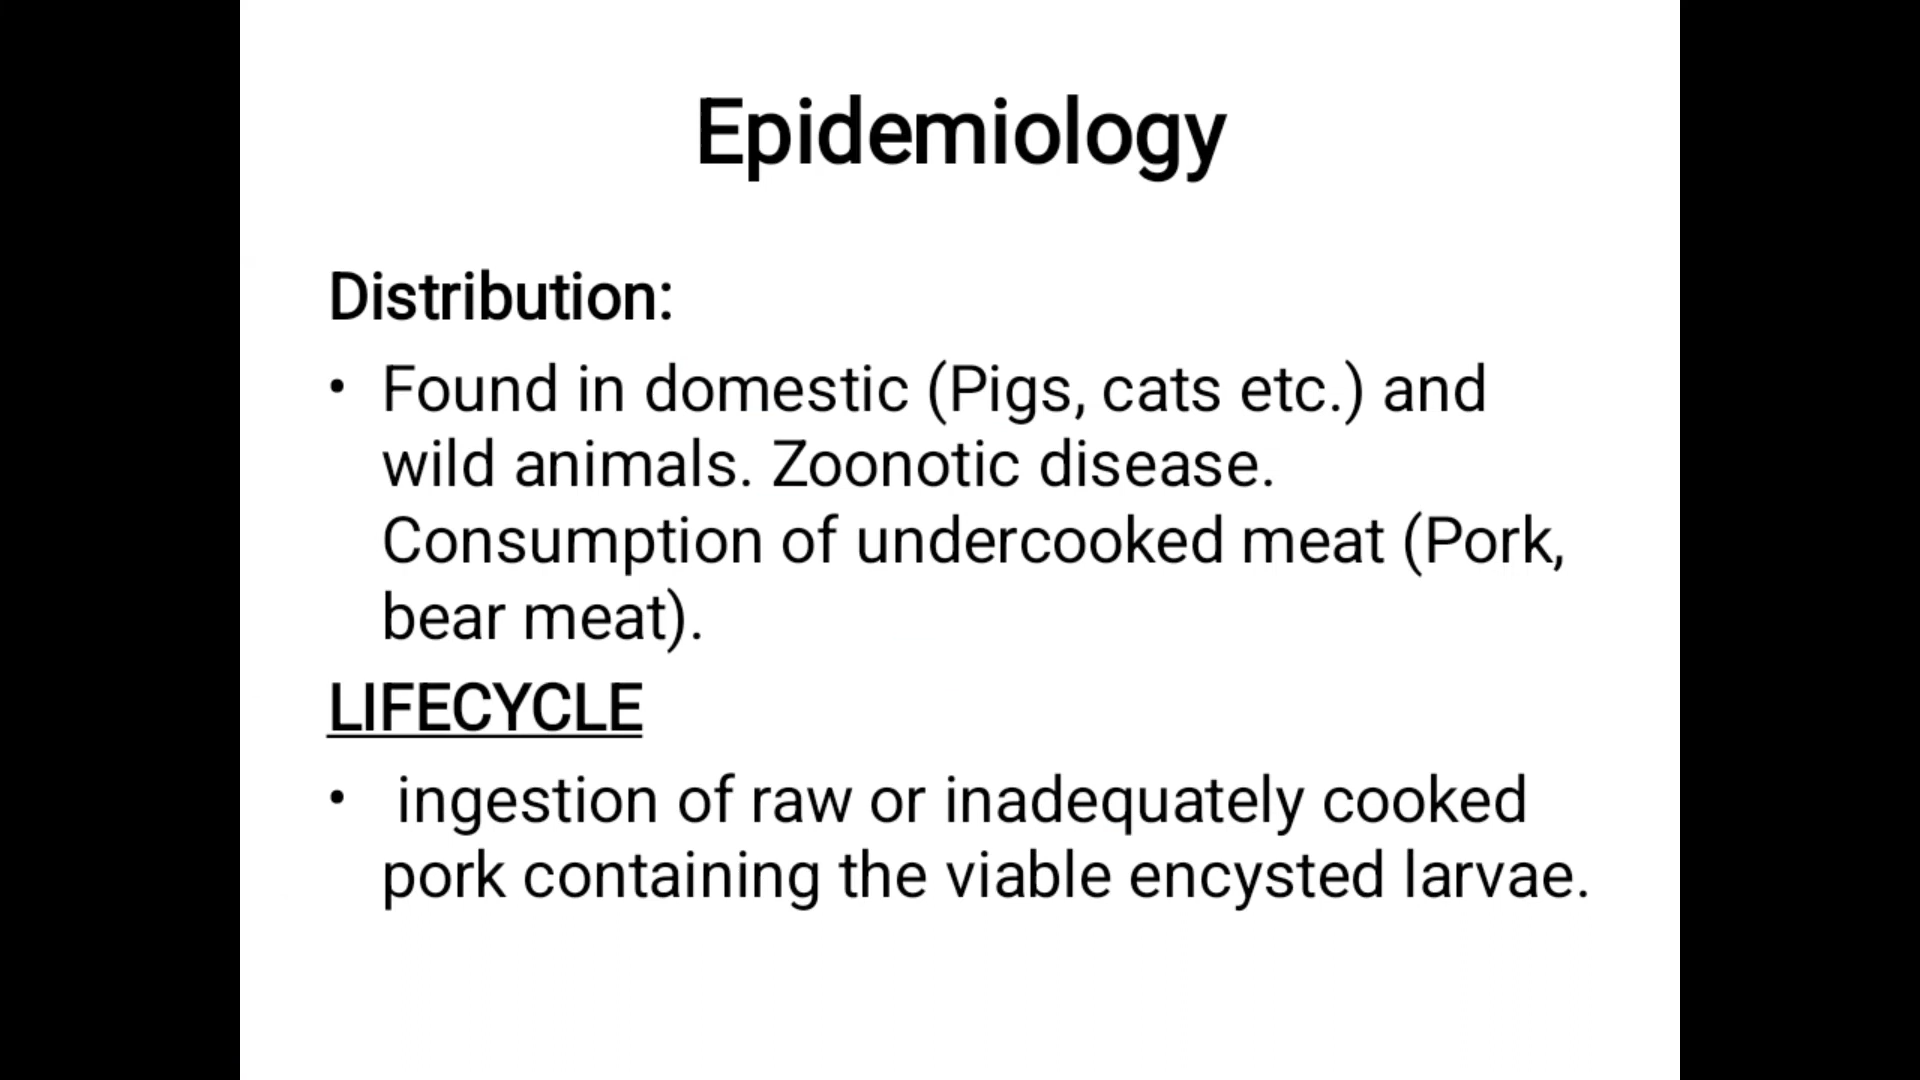 Epidemiology
Distribution:
• Found in domestic (Pigs, cats etc.) and
wild animals. Zoonotic disease.
Consumption of undercooked meat (Pork,
bear meat).
LIFECYCLE
• ingestion of raw or inadequately cooked
pork containing the viable encysted larvae.